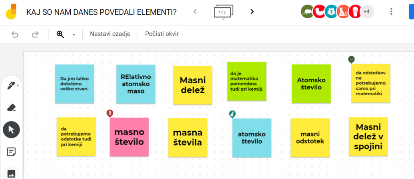 KAJ SO NAM DANES POVEDALI ELEMENTI?
Nastavi ozadje
Počisti okvir
Da jim lahko
določimo
veliko stvari.
RElativno
atomsko
maso
Masni
delež
da je
matematika
pomembna
tudi pri kemiji.
Atomsko
število
da odstotkov
ne
potrebujemo
samo pri
matematiki
da
potrebujemo
odstotke tudi
pri kemiji
masno
število
masna
števila
atomsko
število
masni
odstotek
Masni
delež v
spojini